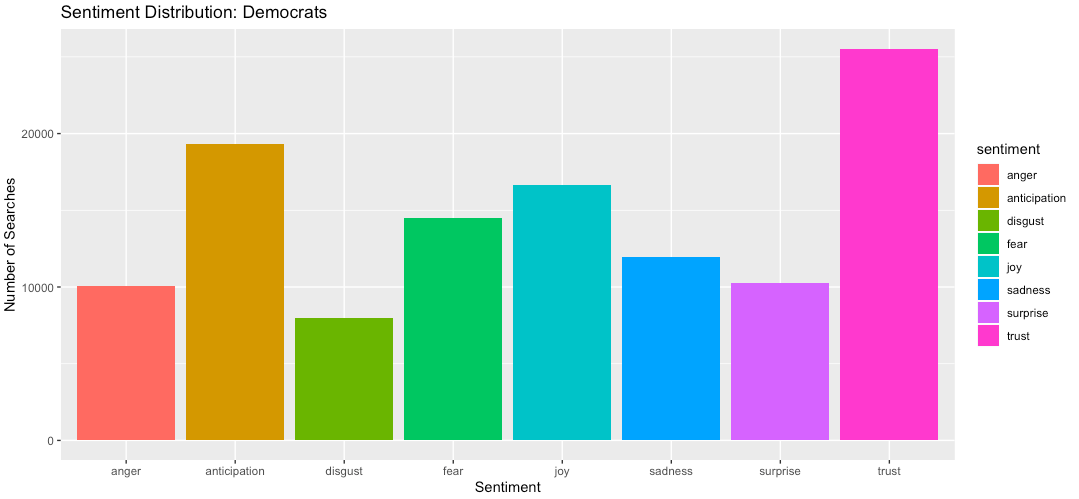 Sentiment Distribution: Democrats
Number of Searches
20000
10000
0
anger anticipation disgust fear joy sadness surprise trust
Sentiment
sentiment
anger
anticipation
disgust
fear
joy
sadness
surprise
trust